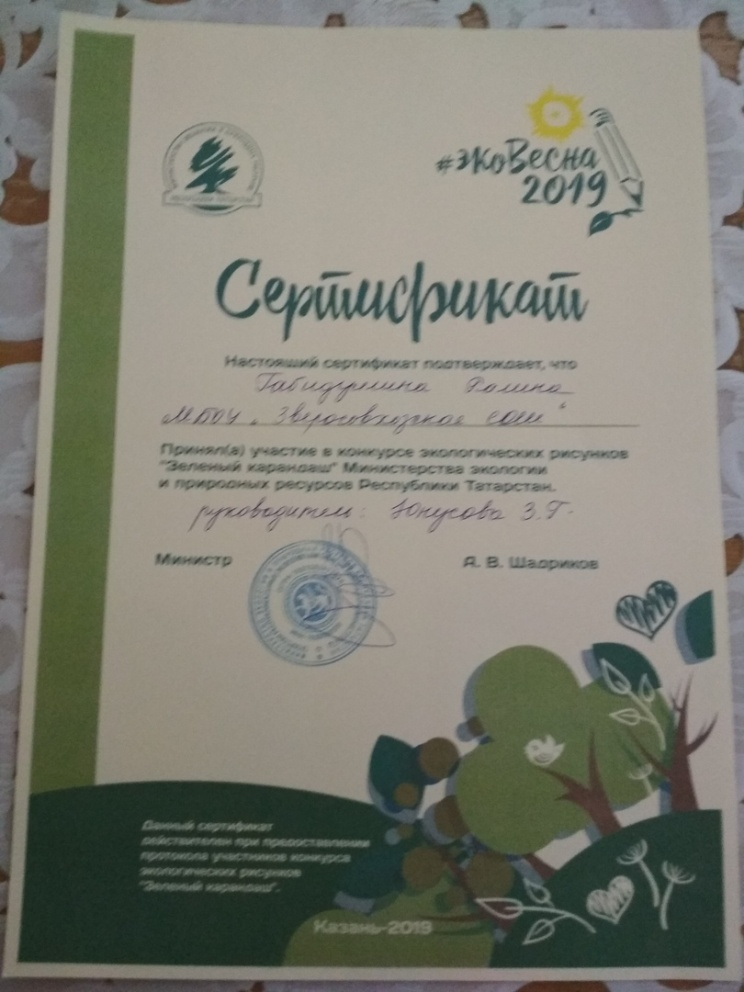 #экоВесна
2019
Сертификат
Настоящий сертификат подтверждает, что
Габидуллина Ралина
МБОУ "Зверосовхозская СОШ"
Принял(а) участие в конкурсе экологических рисунков
"Зеленый карандаш" Министерства экологии
и природных ресурсов Республики Татарстан.
руководитель: Юнусова З.Г.
Министр
А. В. Шадриков
Данный сертификат
действителен при предоставлении
протокола участников конкурса
экологических рисунков
"Зеленый карандаш".
Казань-2019